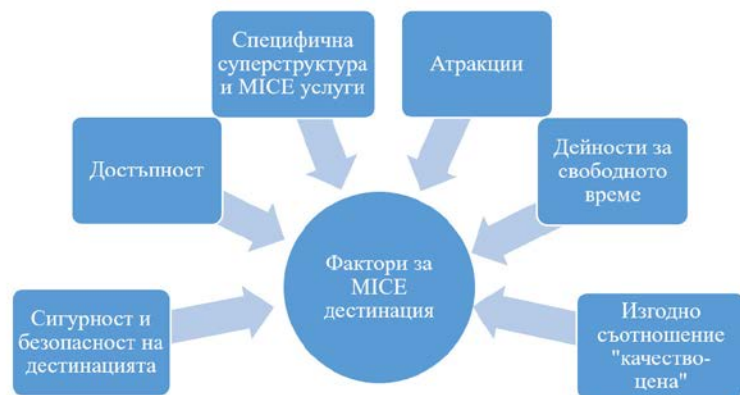 Специфична
суперструктура
и MICE услуги
Атракции
Достъпност
Дейности за
свободното
време
Фактори за
MICE
дестинация
Сигурност и
безопасност на
дестинацията
Изгодно
съотношение
"качество-
цена"